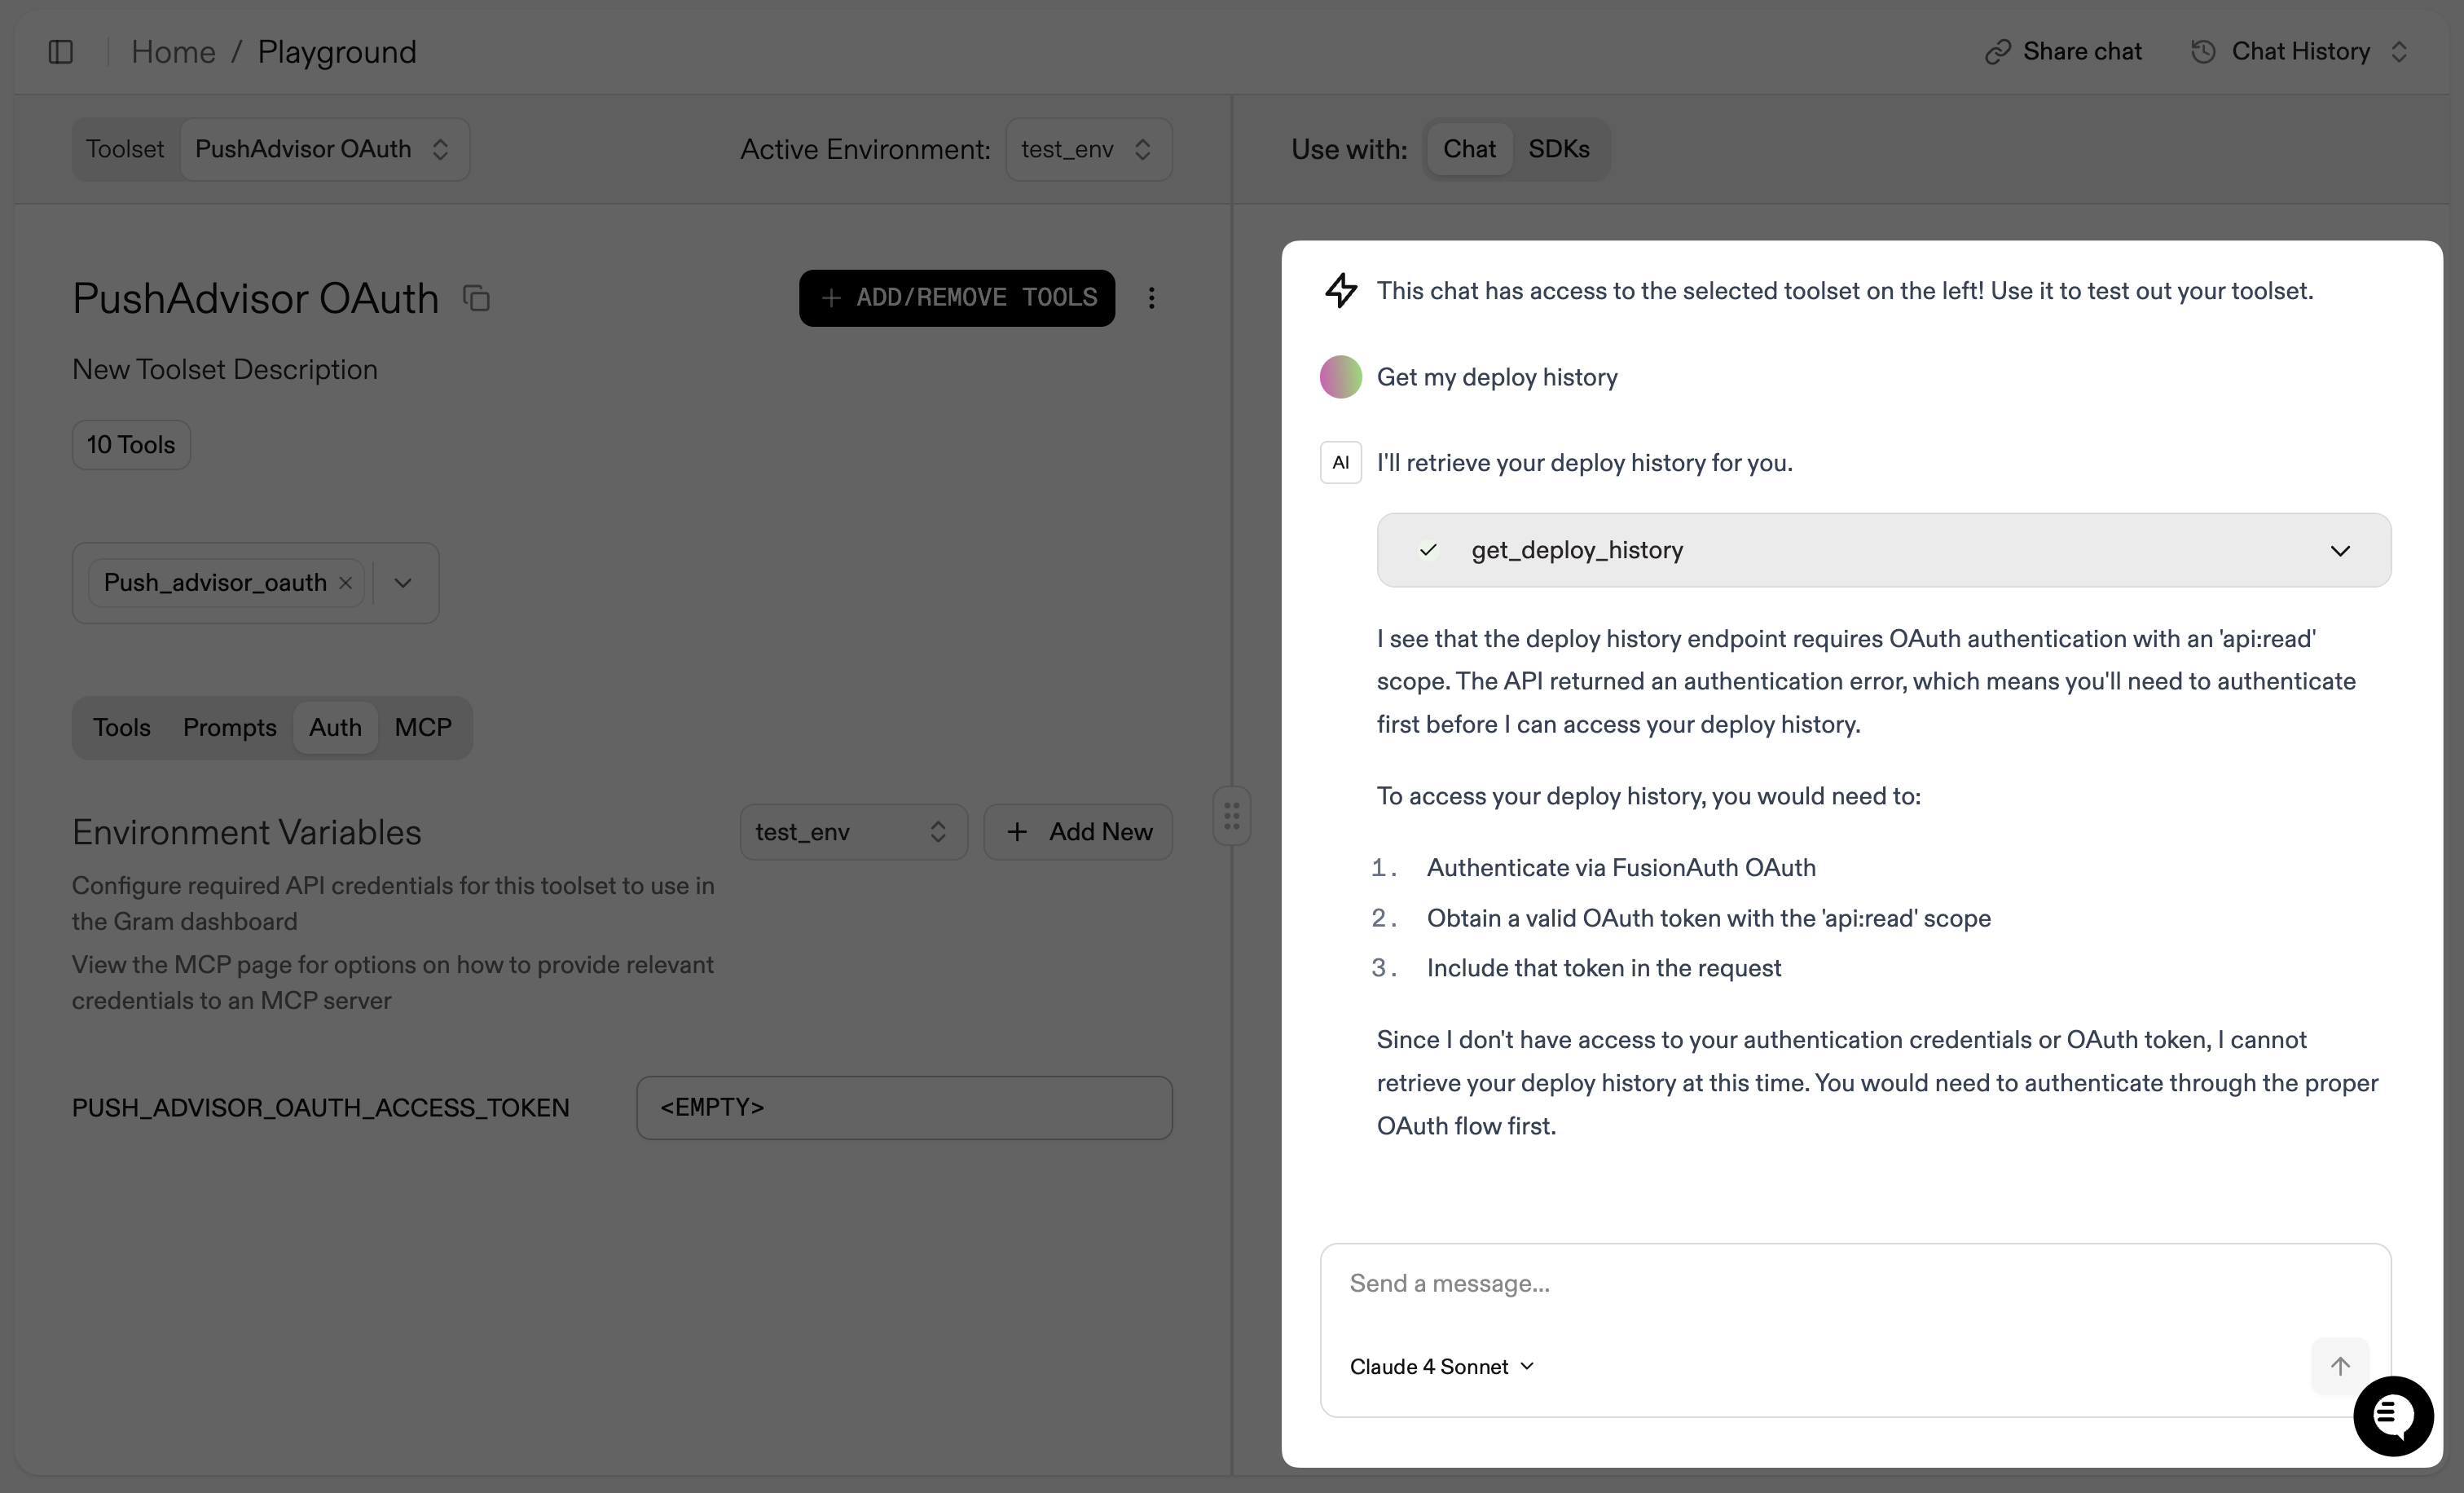 Home / Playground
Share chat
Chat History
Toolset
PushAdvisor OAuth
Active Environment:
test_env
Use with:
Chat
SDKs
PushAdvisor OAuth
ADD/REMOVE TOOLS
New Toolset Description
10 Tools
Push_advisor_oauth
Tools
Prompts
Auth
MCP
Environment Variables
test_env
Add New
Configure required API credentials for this toolset to use in
the Gram dashboard
View the MCP page for options on how to provide relevant
credentials to an MCP server
PUSH_ADVISOR_OAUTH_ACCESS_TOKEN
<EMPTY>
This chat has access to the selected toolset on the left! Use it to test out your toolset.
Get my deploy history
AI
I'll retrieve your deploy history for you.
get_deploy_history
I see that the deploy history endpoint requires OAuth authentication with an 'api:read'
scope. The API returned an authentication error, which means you'll need to authenticate
first before I can access your deploy history.
To access your deploy history, you would need to:
1. Authenticate via FusionAuth OAuth
2. Obtain a valid OAuth token with the 'api:read' scope
3. Include that token in the request
Since I don't have access to your authentication credentials or OAuth token, I cannot
retrieve your deploy history at this time. You would need to authenticate through the proper
OAuth flow first.
Send a message...
Claude 4 Sonnet